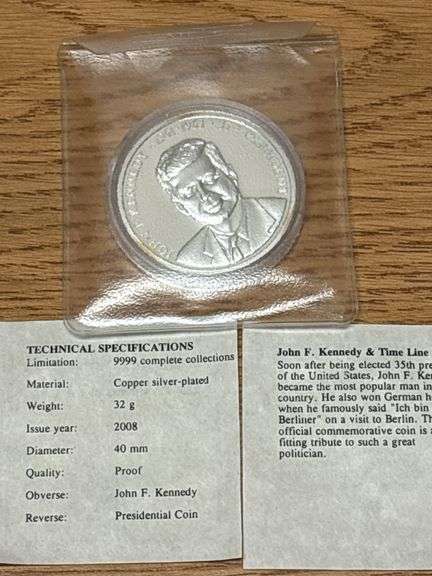 TECHNICAL SPECIFICATIONS
Limitation: 9999 complete collections
Material: Copper silver-plated
Weight: 32 g
Issue year: 2008
Diameter: 40 mm
Quality: Proof
Obverse: John F. Kennedy
Reverse: Presidential Coin
John F. Kennedy & Time Line
Soon after being elected 35th pre
of the United States, John F. Ken
became the most popular man in
country. He also won German h
when he famously said "Ich bin
Berliner" on a visit to Berlin. Th
official commemorative coin is a
fitting tribute to such a great
politician.